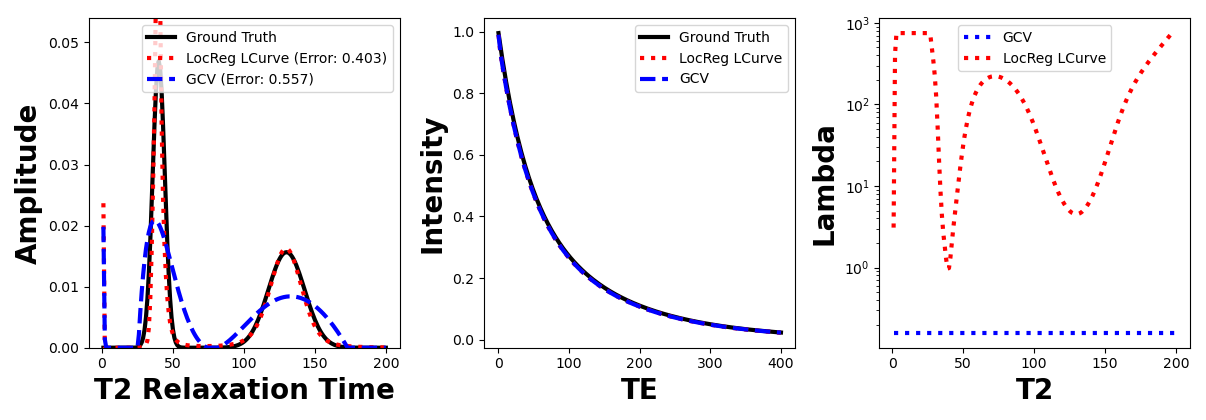 Amplitude
0.05
0.04
0.03
0.02
0.01
0.00
Ground Truth
LocReg LCurve (Error: 0.403)
GCV (Error: 0.557)
0
50
100
150
200
T2 Relaxation Time
Intensity
1.0
0.8
0.6
0.4
0.2
0.0
Ground Truth
LocReg LCurve
GCV
0
100
200
300
400
TE
Lambda
10³
10²
10¹
10⁰
GCV
LocReg LCurve
0
50
100
150
200
T2